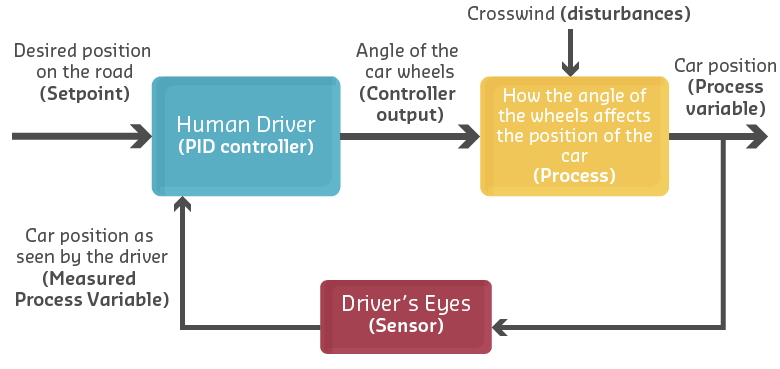 Crosswind (disturbances)
Desired position
on the road
(Setpoint)
Angle of the
car wheels
(Controller
output)
Car position
(Process
variable)
Human Driver
(PID controller)
How the angle of
the wheels affects
the position of the
car
(Process)
Car position as
seen by the driver
(Measured
Process Variable)
Driver's Eyes
(Sensor)